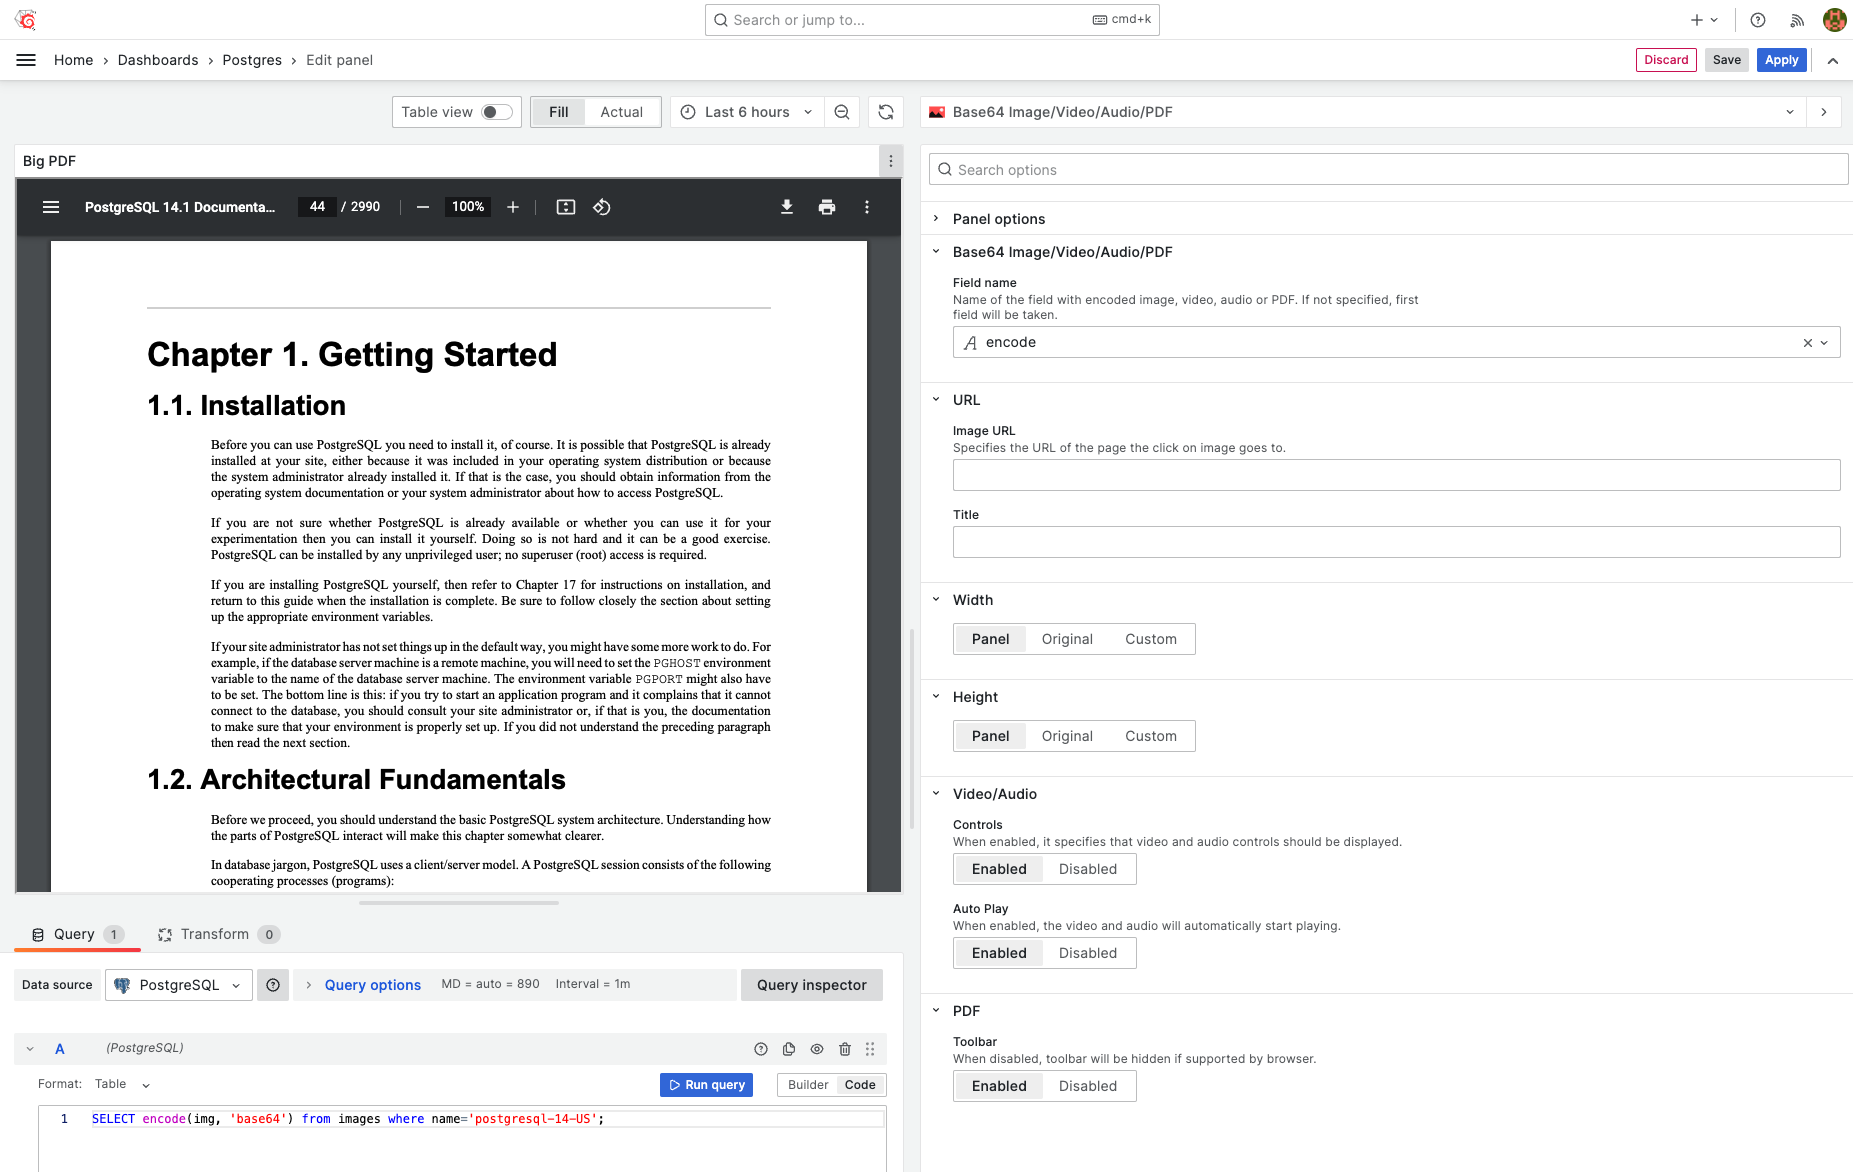 Search or jump to...
cmd+k
Home › Dashboards › Postgres › Edit panel
Discard
Save
Apply
Table view
Fill
Actual
Last 6 hours
Base64 Image/Video/Audio/PDF
Big PDF
PostgreSQL 14.1 Documenta...
44 / 2990
100%
Chapter 1. Getting Started
1.1. Installation
Before you can use PostgreSQL you need to install it, of course. It is possible that PostgreSQL is already
installed at your site, either because it was included in your operating system distribution or because
the system administrator already installed it. If that is the case, you should obtain information from the
operating system documentation or your system administrator about how to access PostgreSQL.
If you are not sure whether PostgreSQL is already available or whether you can use it for your
experimentation then you can install it yourself. Doing so is not hard and it can be a good exercise.
PostgreSQL can be installed by any unprivileged user; no superuser (root) access is required.
If you are installing PostgreSQL yourself, then refer to Chapter 17 for instructions on installation, and
return to this guide when the installation is complete. Be sure to follow closely the section about setting
up the appropriate environment variables.
If your site administrator has not set things up in the default way, you might have some more work to do. For
example, if the database server machine is a remote machine, you will need to set the PGHOST environment
variable to the name of the database server machine. The environment variable PGPORT might also have
to be set. The bottom line is this: if you try to start an application program and it complains that it cannot
connect to the database, you should consult your site administrator or, if that is you, the documentation
to make sure that your environment is properly set up. If you did not understand the preceding paragraph
then read the next section.
1.2. Architectural Fundamentals
Before we proceed, you should understand the basic PostgreSQL system architecture. Understanding how
the parts of PostgreSQL interact will make this chapter somewhat clearer.
In database jargon, PostgreSQL uses a client/server model. A PostgreSQL session consists of the following
cooperating processes (programs):
Query 1
Transform 0
Data source
PostgreSQL
Query options
MD = auto = 890
Interval = 1m
Query inspector
A
(PostgreSQL)
Format: Table
Run query
Builder
Code
1 SELECT encode(img, 'base64') from images where name='postgresql-14-US';
Search options
Panel options
Base64 Image/Video/Audio/PDF
Field name
Name of the field with encoded image, video, audio or PDF. If not specified, first
field will be taken.
encode
URL
Image URL
Specifies the URL of the page the click on image goes to.
Title
Width
Panel
Original
Custom
Height
Panel
Original
Custom
Video/Audio
Controls
When enabled, it specifies that video and audio controls should be displayed.
Enabled
Disabled
Auto Play
When enabled, the video and audio will automatically start playing.
Enabled
Disabled
PDF
Toolbar
When disabled, toolbar will be hidden if supported by browser.
Enabled
Disabled